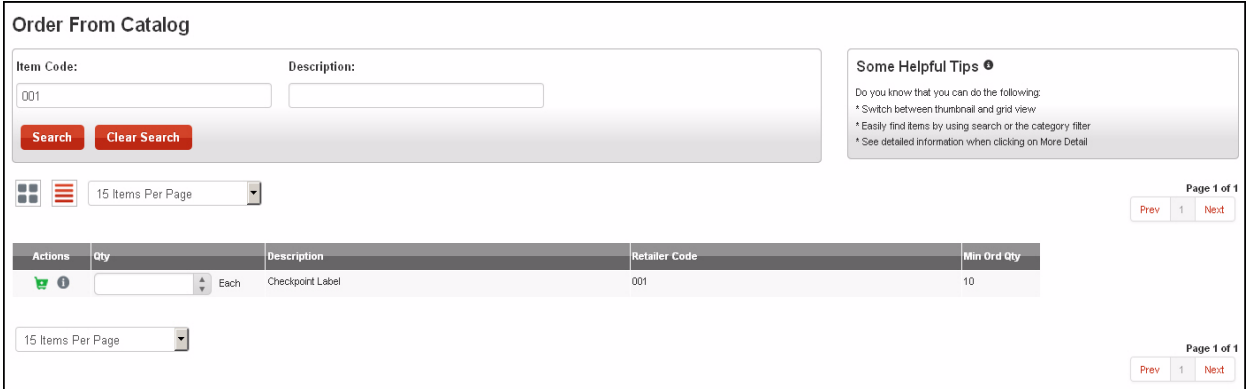 Order From Catalog
Item Code:
Description:
001
Search
Clear Search
Some Helpful Tips
Do you know that you can do the following:
* Switch between thumbnail and grid view
* Easily find items by using search or the category filter
* See detailed information when clicking on More Detail
15 Items Per Page
Page 1 of 1
Prev 1 Next
Actions Qty Description Retailer Code Min Ord Qty
Each Checkpoint Label 001 10
15 Items Per Page
Page 1 of 1
Prev 1 Next